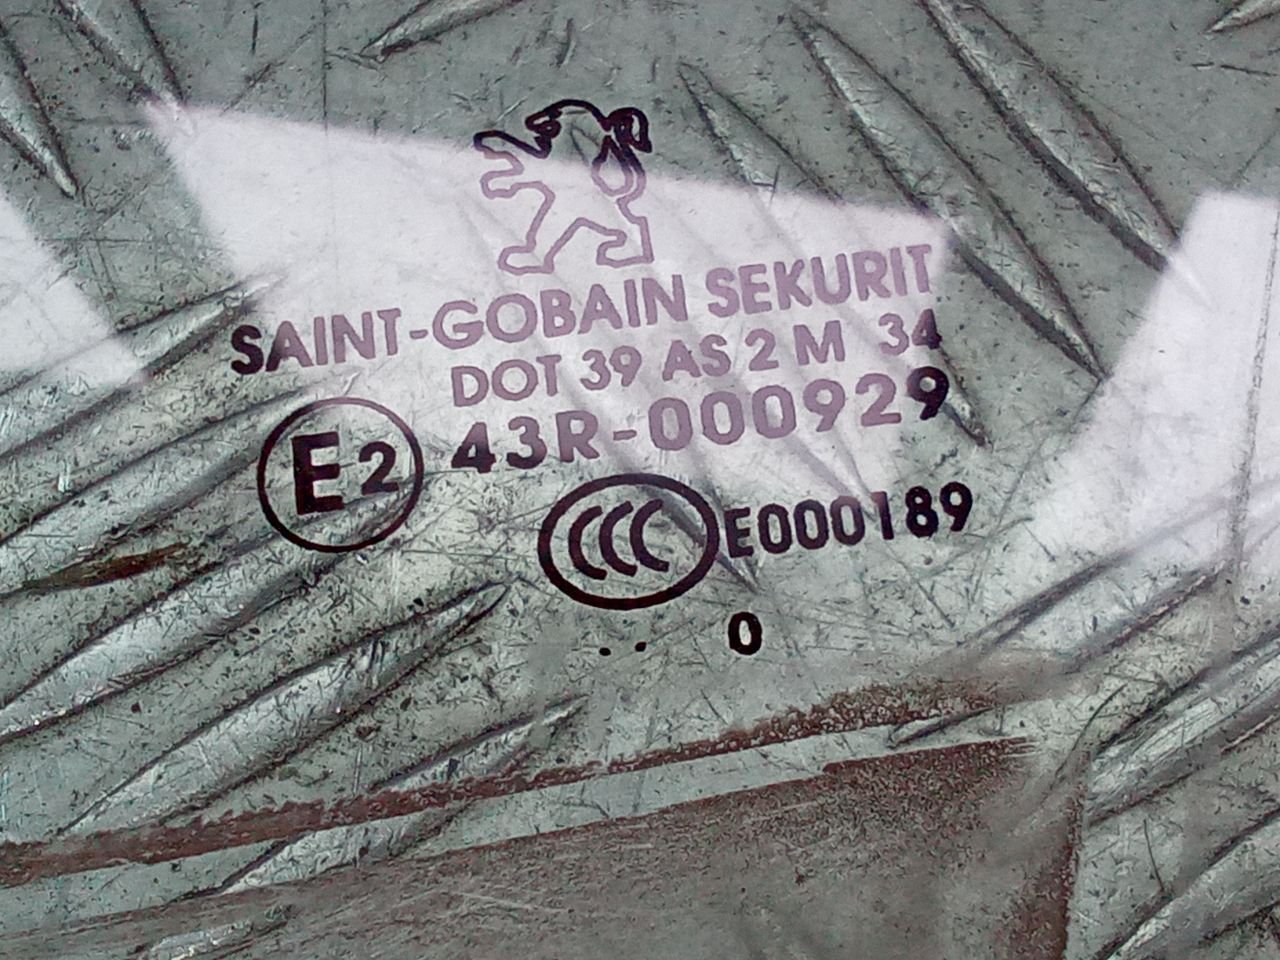 SAINT-GOBAIN SEKURIT
DOT 39 AS 2 M 34
E2 43R-000929
CCC E000189
.. 0